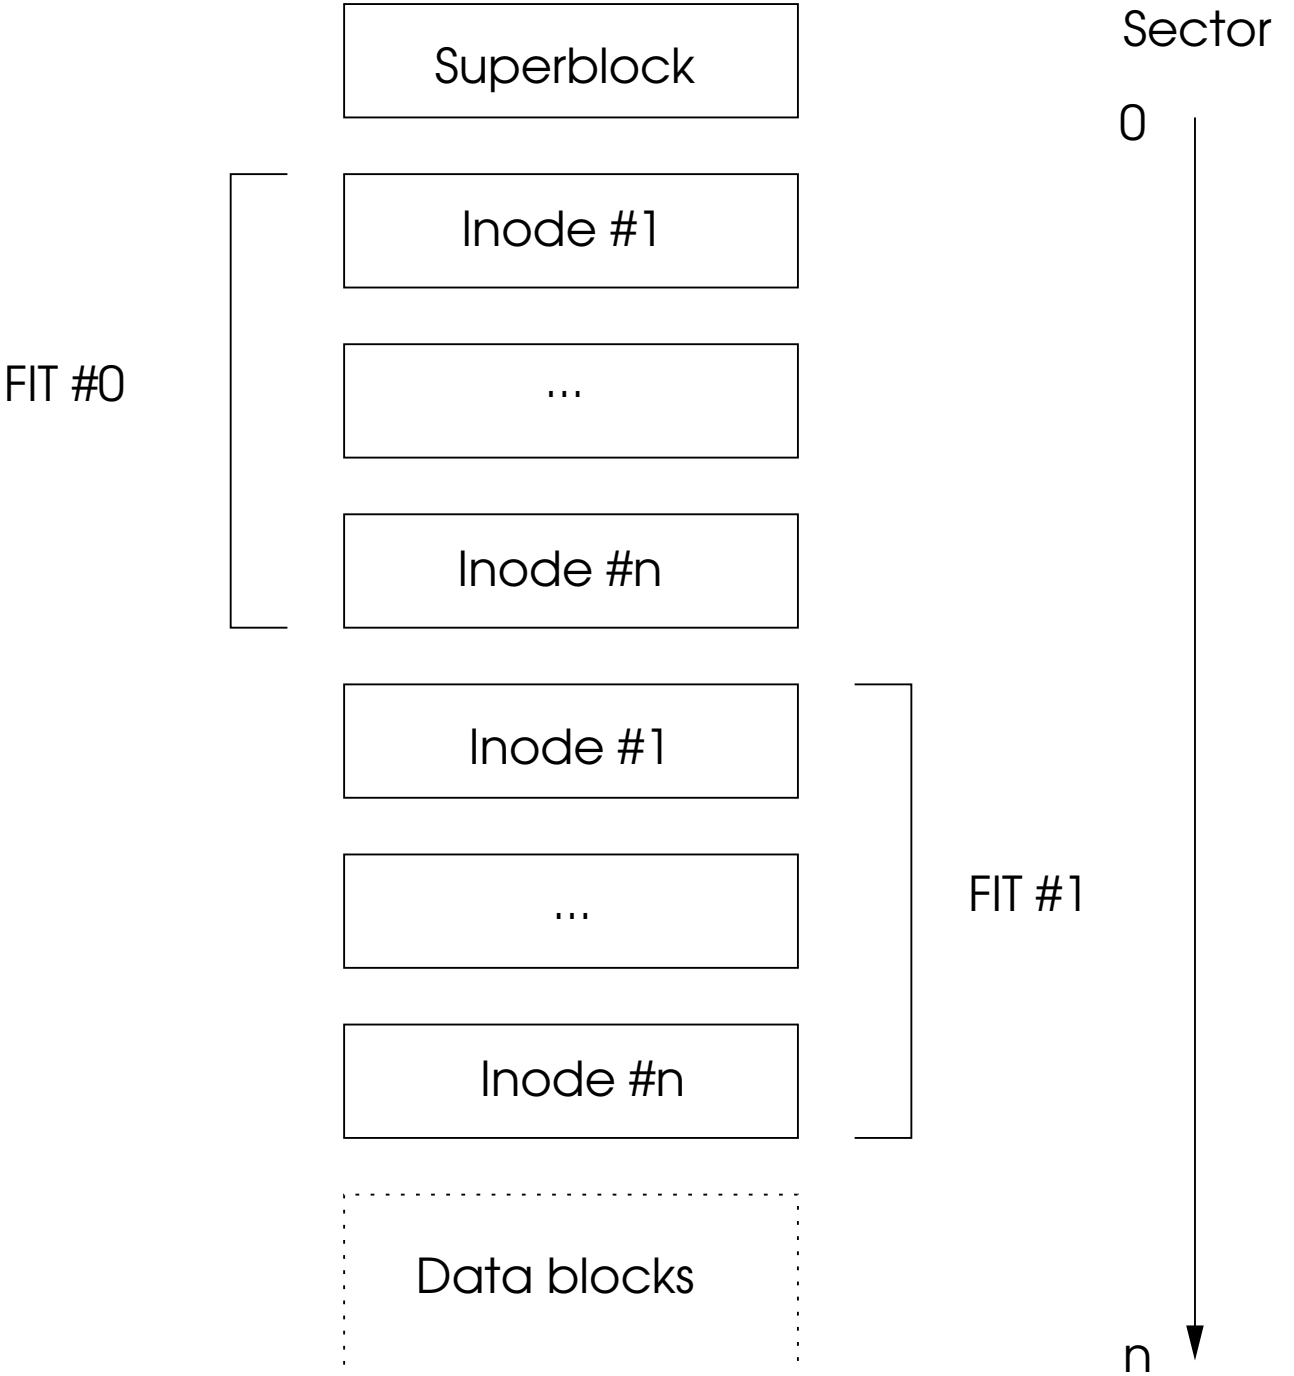 Sector
Superblock
0
Inode #1
FIT #0
...
Inode #n
Inode #1
...
FIT #1
Inode #n
Data blocks
n